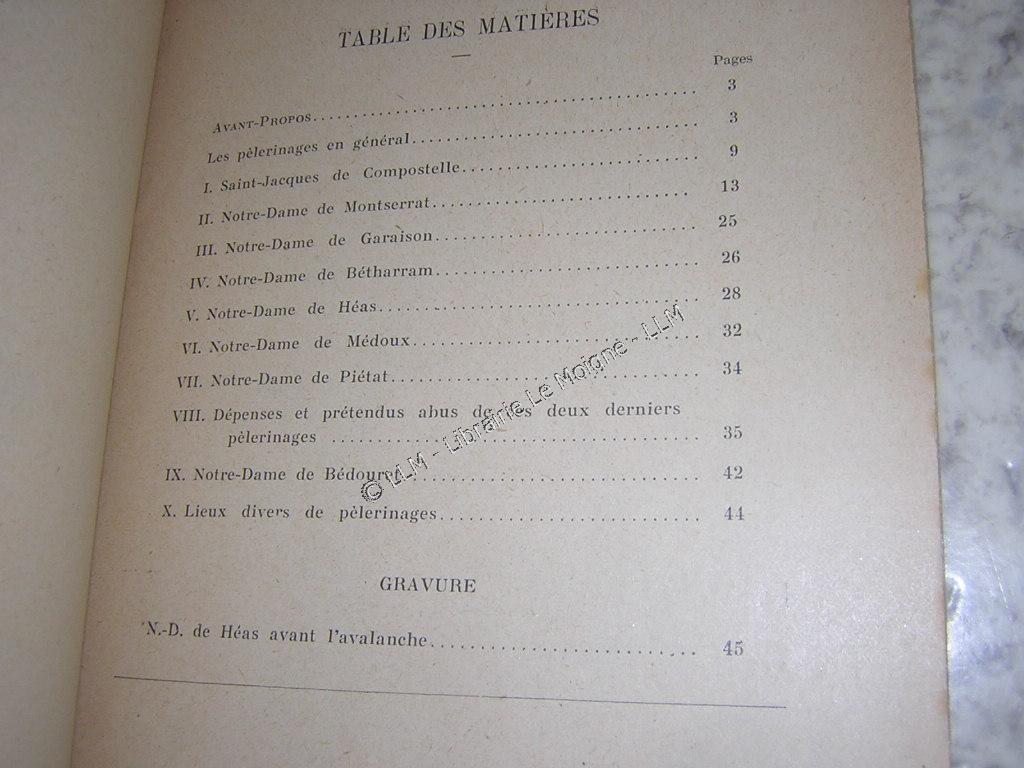 TABLE DES MATIÈRES
Pages
AVANT-PROPOS 3
Les pèlerinages en général 3
I. Saint-Jacques de Compostelle 9
II. Notre-Dame de Montserrat 13
III. Notre-Dame de Garaison 25
IV. Notre-Dame de Bétharram 26
V. Notre-Dame de Héas 28
VI. Notre-Dame de Médoux 32
VII. Notre-Dame de Piétat 34
VIII. Dépenses et prétendus abus de ces deux derniers
pèlerinages 35
IX. Notre-Dame de Bédouret 42
X. Lieux divers de pèlerinages 44
GRAVURE
N.-D. de Héas avant l'avalanche 45
© LLM - Librairie Le Moigne - LLM